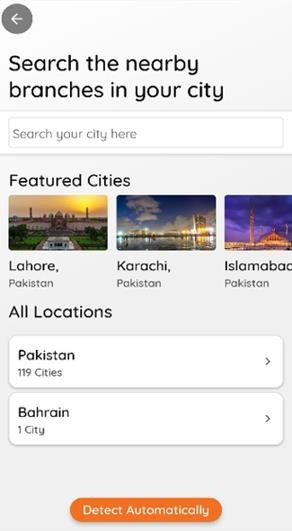 Search the nearby
branches in your city
Search your city here
Featured Cities
Lahore,
Pakistan
Karachi,
Pakistan
Islamabad
Pakistan
All Locations
Pakistan
119 Cities
Bahrain
1 City
Detect Automatically